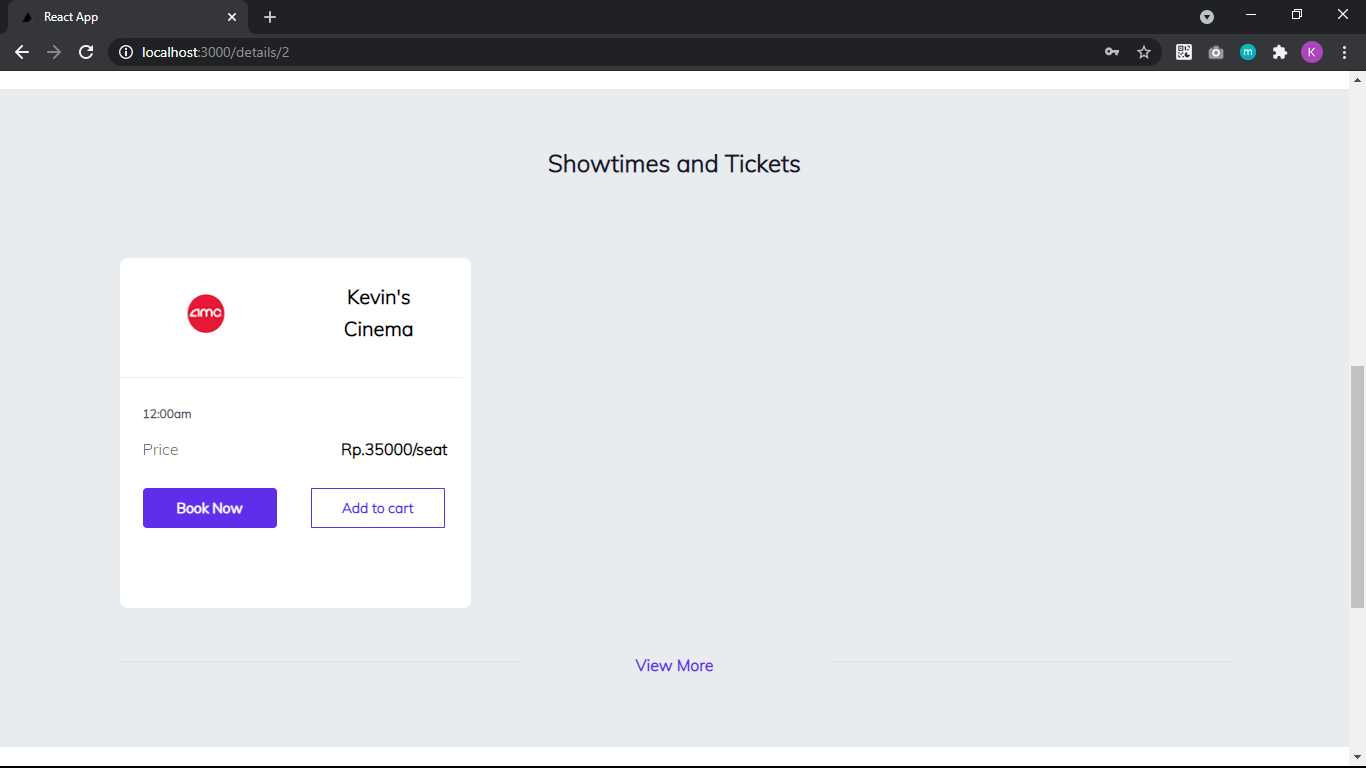 React App
localhost:3000/details/2
m
K
Showtimes and Tickets
amc
Kevin's
Cinema
12:00am
Price Rp.35000/seat
Book Now Add to cart
View More